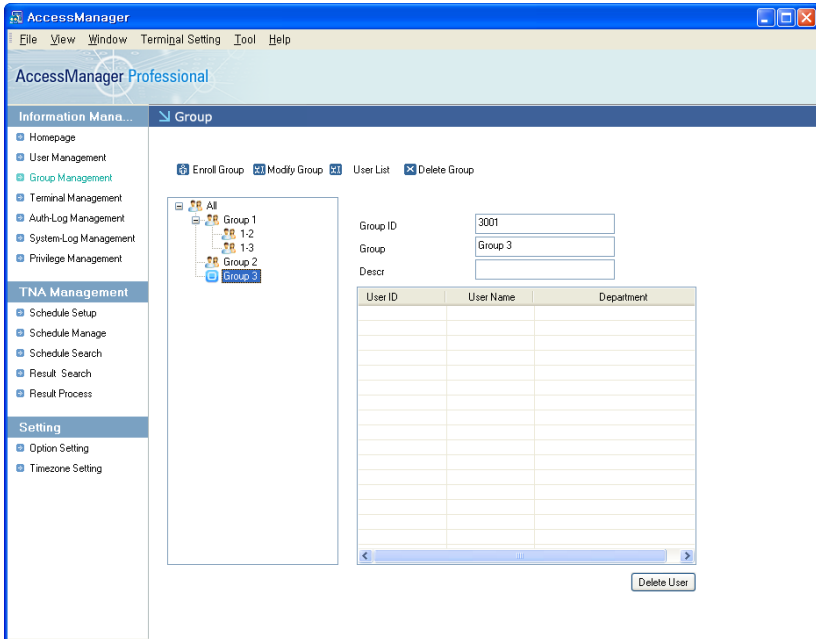 AccessManager
File View Window Terminal Setting Tool Help
AccessManager Professional
Information Mana...
Homepage
User Management
Group Management
Terminal Management
Auth-Log Management
System-Log Management
Privilege Management
TNA Management
Schedule Setup
Schedule Manage
Schedule Search
Result Search
Result Process
Setting
Option Setting
Timezone Setting
Group
Enroll Group Modify Group User List Delete Group
All
Group 1
1-2
1-3
Group 2
Group 3
Group ID 3001
Group Group 3
Descr
User ID User Name Department
Delete User